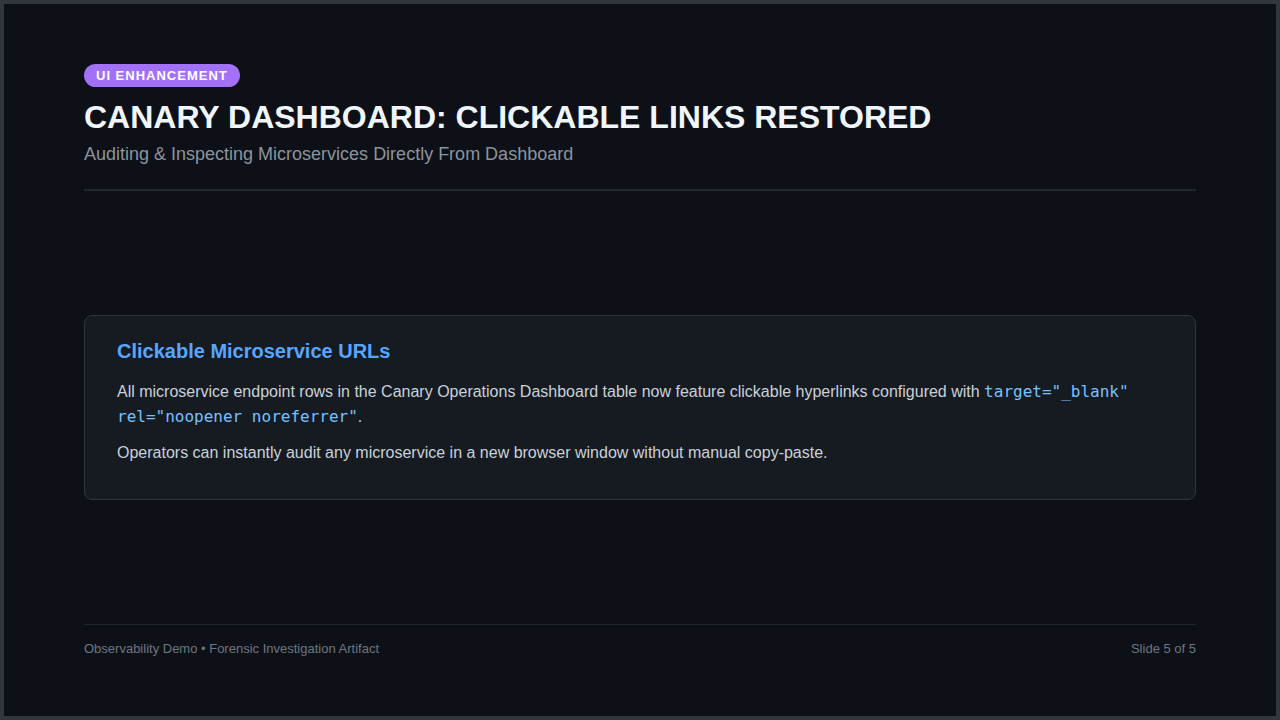 UI ENHANCEMENT
CANARY DASHBOARD: CLICKABLE LINKS RESTORED
Auditing & Inspecting Microservices Directly From Dashboard
Clickable Microservice URLs
All microservice endpoint rows in the Canary Operations Dashboard table now feature clickable hyperlinks configured with target="_blank"
rel="noopener noreferrer".
Operators can instantly audit any microservice in a new browser window without manual copy-paste.
Observability Demo • Forensic Investigation Artifact
Slide 5 of 5